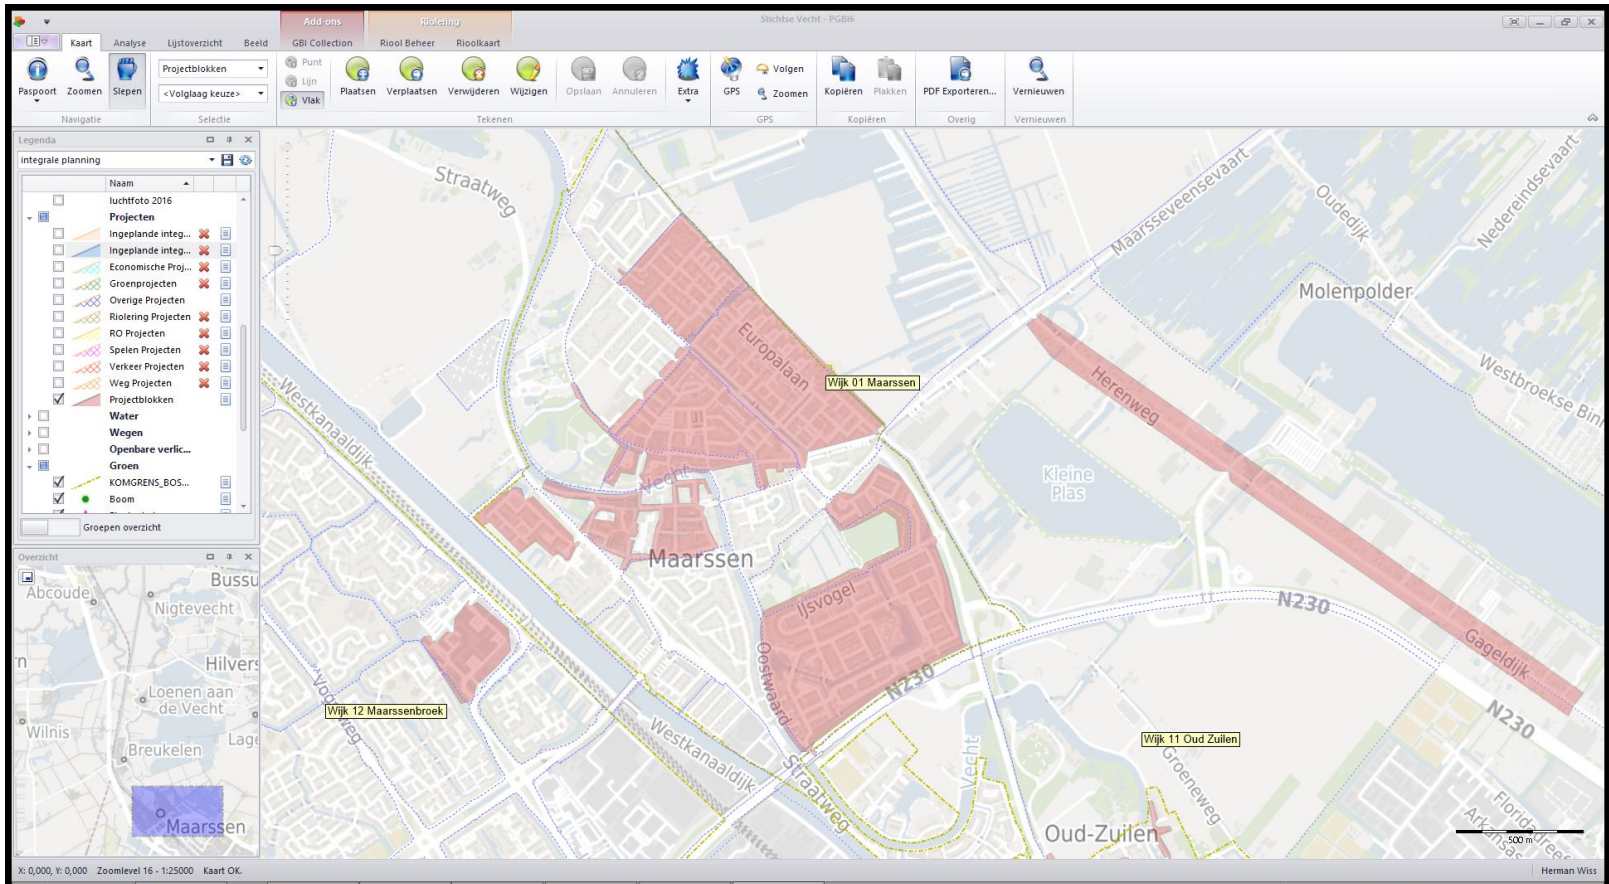 Add-ons Riolering Stichtse Vecht - PGBI6
Kaart Analyse Lijstoverzicht Beeld GBI Collection Riool Beheer Rioolkaart
Paspoort Zoomen Slepen
Projectblokken
<Volglaag keuze>
Punt
Lijn
Vlak
Plaatsen Verplaatsen Verwijderen Wijzigen Opslaan Annuleren Extra
GPS Volgen
Zoomen
Kopiëren Plakken PDF Exporteren... Vernieuwen
Navigatie Selectie Tekenen GPS Kopiëren Overig Vernieuwen
Legenda
integrale planning
Naam
luchtfoto 2016
Projecten
Ingeplande integ...
Ingeplande integ...
Economische Proj...
Groenprojecten
Overige Projecten
Riolering Projecten
RO Projecten
Spelen Projecten
Verkeer Projecten
Weg Projecten
Projectblokken
Water
Wegen
Openbare verlic...
Groen
KOMGRENS_BOS...
Boom
Groepen overzicht
Overzicht
Bussu
Abcoude
Nigtevecht
Hilvers
Loenen aan
de Vecht
Wilnis
Breukelen
Lage
Maarssen
Straatweg
Maarsseveensevaart
Oudedijk
Nedereindsevaart
Molenpolder
Westbroekse Bin
Europalaan
Wijk 01 Maarssen
Herenweg
Westkanaaldijk
Kleine
Plas
Vecht
Maarssen
IJsvogel
N230
Gageldijk
Oostwaard
N230
N230
Wijk 12 Maarssenbroek
Westkanaaldijk
Straatweg
Vecht
Wijk 11 Oud Zuilen
Groeneweg
Oud-Zuilen
500 m
X: 0,000, Y: 0,000 Zoomlevel 16 - 1:25000 Kaart OK.
Herman Wiss